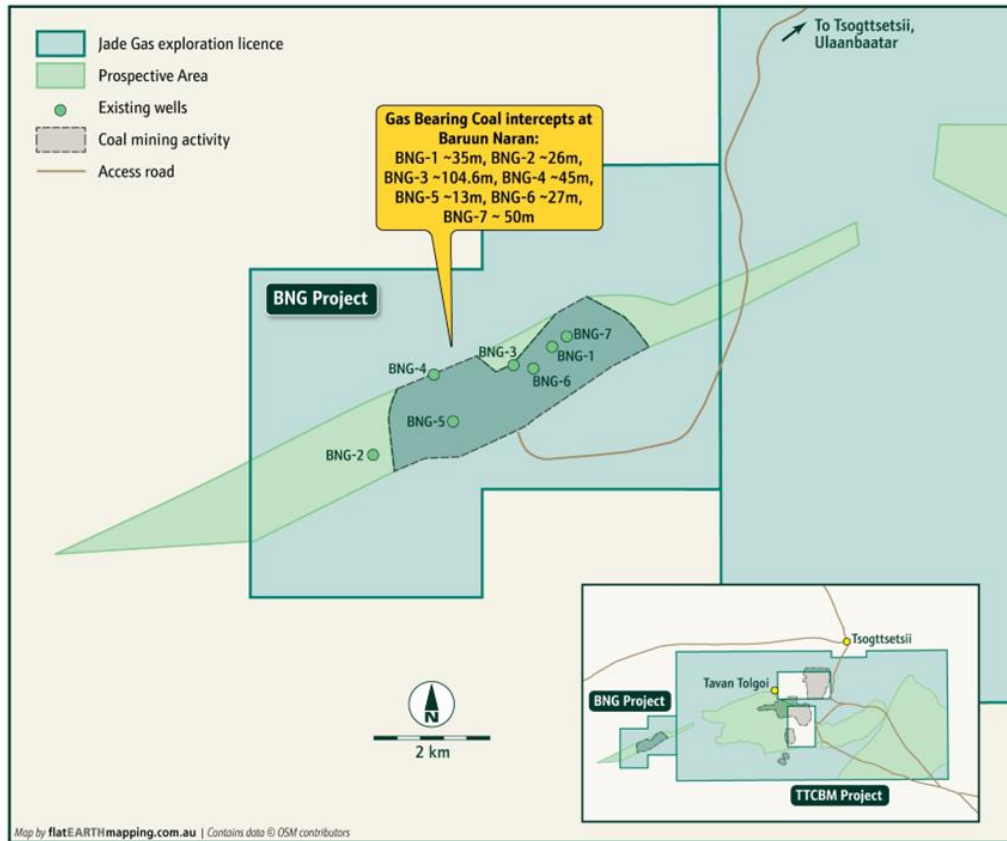 To Tsogttsetsii,
Ulaanbaatar
Jade Gas exploration licence
Prospective Area
Existing wells
Coal mining activity
Access road
Gas Bearing Coal intercepts at
Baruun Naran:
BNG-1 ~35m, BNG-2 ~26m,
BNG-3 ~104.6m, BNG-4 ~45m,
BNG-5 ~13m, BNG-6 ~27m,
BNG-7 ~ 50m
BNG Project
BNG-7
BNG-3
BNG-1
BNG-4
BNG-6
BNG-5
BNG-2
N
2 km
Tsogttsetsii
Tavan Tolgoi
BNG Project
TTCBM Project
Map by flatEARTHmapping.com.au | Contains data © OSM contributors